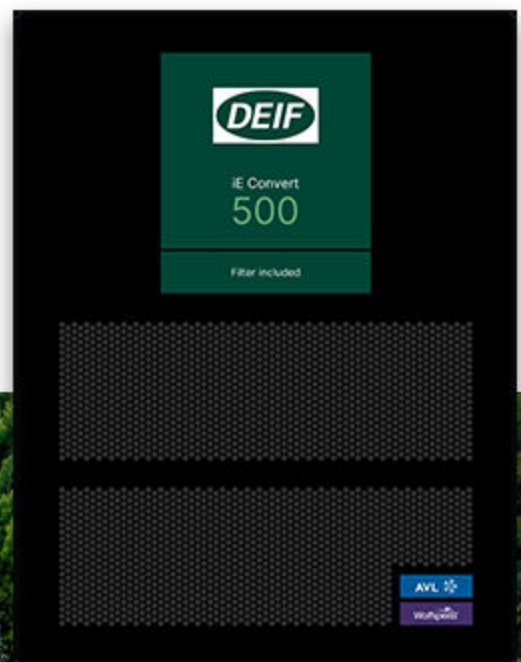 DEIF
iE Convert
500
Filter included
AVL
Wolfspeed